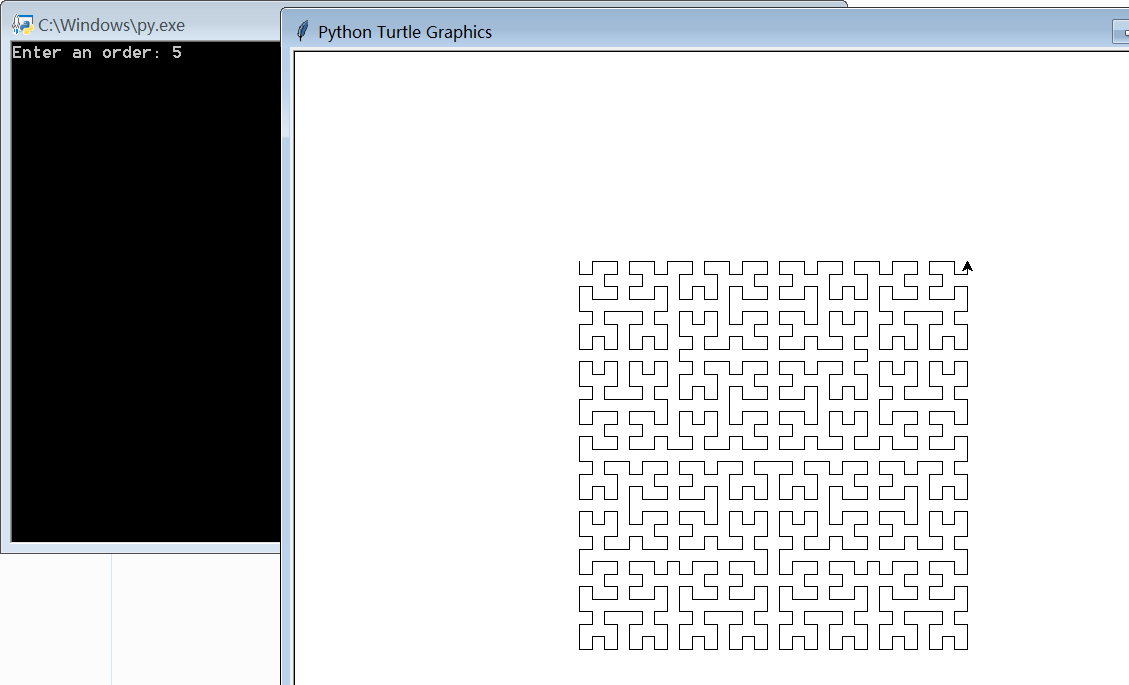 C:\Windows\py.exe
Enter an order: 5
Python Turtle Graphics